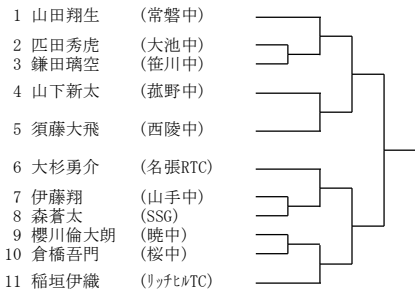 1 山田翔生 (常磐中)
2 匹田秀虎 (大池中)
3 鎌田璃空 (笹川中)
4 山下新太 (菰野中)
5 須藤大飛 (西陵中)
6 大杉勇介 (名張RTC)
7 伊藤翔 (山手中)
8 森蒼太 (SSG)
9 櫻川倫大朗 (暁中)
10 倉橋吾門 (桜中)
11 稲垣伊織 (ﾘｯﾁﾋﾙTC)